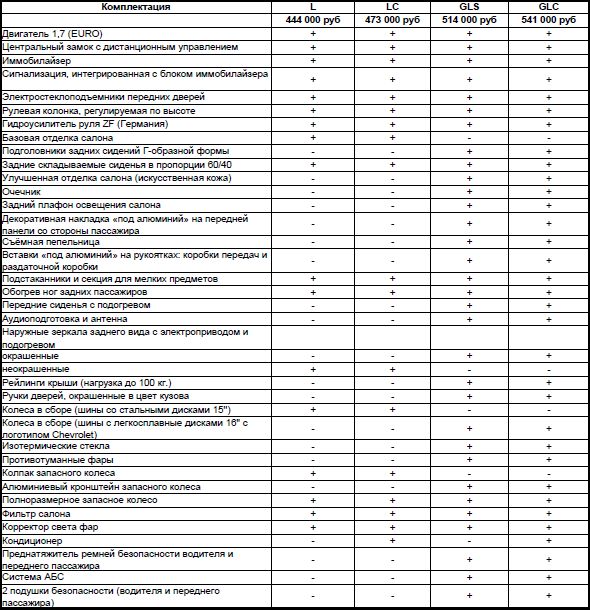 Комплектация L LC GLS GLC
444 000 руб 473 000 руб 514 000 руб 541 000 руб
Двигатель 1,7 (EURO) + + + +
Центральный замок с дистанционным управлением + + + +
Иммобилайзер + + + +
Сигнализация, интегрированная с блоком иммобилайзера + + + +
Электростеклоподъемники передних дверей + + + +
Рулевая колонка, регулируемая по высоте + + + +
Гидроусилитель руля ZF (Германия) + + + +
Базовая отделка салона + + - -
Подголовники задних сидений Г-образной формы - - + +
Задние складываемые сиденья в пропорции 60/40 + + + +
Улучшенная отделка салона (искусственная кожа) - - + +
Очечник - - + +
Задний плафон освещения салона - - + +
Декоративная накладка «под алюминий» на передней
панели со стороны пассажира - - + +
Съёмная пепельница - - + +
Вставки «под алюминий» на рукоятках: коробки передач и
раздаточной коробки - - + +
Подстаканники и секция для мелких предметов + + + +
Обогрев ног задних пассажиров + + + +
Передние сиденья с подогревом - - + +
Аудиоподготовка и антенна - - + +
Наружные зеркала заднего вида с электроприводом и
подогревом
окрашенные - - + +
неокрашенные + + - -
Рейлинги крыши (нагрузка до 100 кг.) - - + +
Ручки дверей, окрашенные в цвет кузова - - + +
Колеса в сборе (шины со стальными дисками 15") + + - -
Колеса в сборе (шины с легкосплавные дисками 16" с
логотипом Chevrolet) - - + +
Изотермические стекла - - + +
Противотуманные фары - - + +
Колпак запасного колеса + + - -
Алюминиевый кронштейн запасного колеса - - + +
Полноразмерное запасное колесо + + + +
Фильтр салона + + + +
Корректор света фар + + + +
Кондиционер - + - +
Преднатяжитель ремней безопасности водителя и
переднего пассажира - - + +
Система АБС - - + +
2 подушки безопасности (водителя и переднего
пассажира) - - + +